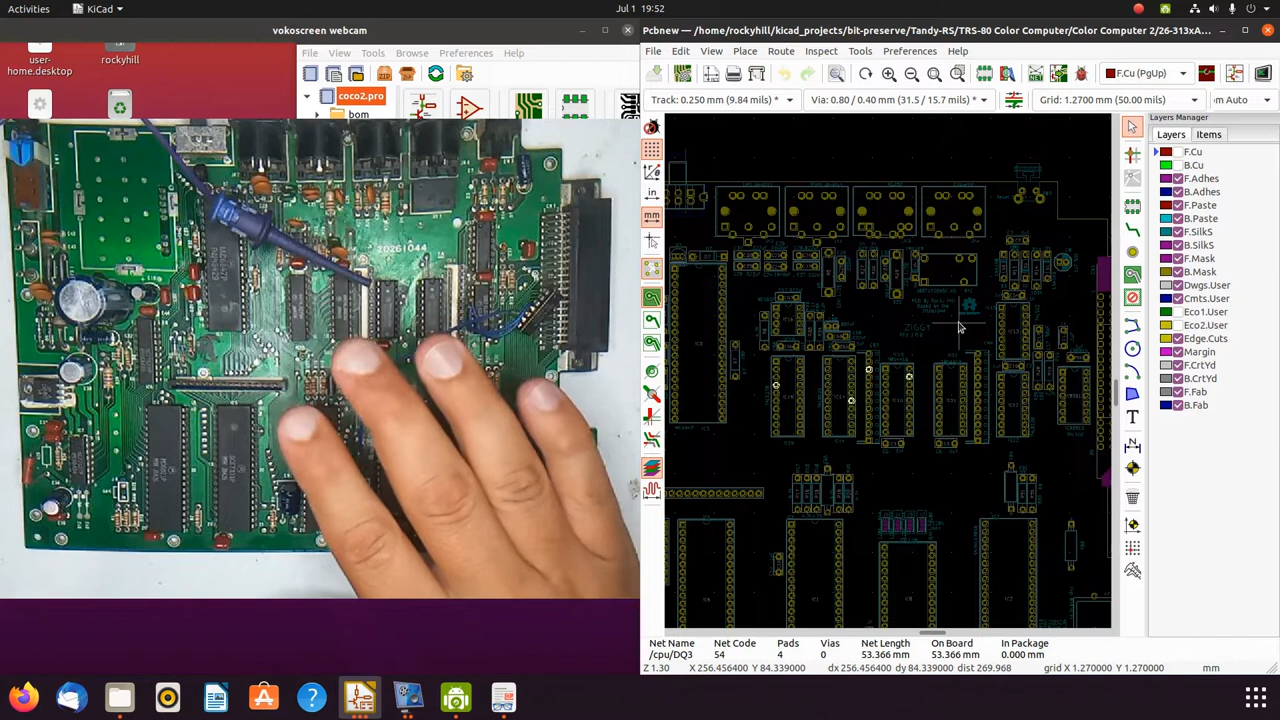 Activities
KiCad
Jul 1 19:52
vokoscreen webcam
Pcbnew — /home/rockyhill/kicad_projects/bit-preserve/Tandy-RS/TRS-80 Color Computer/Color Computer 2/26-313xA...
user-home.desktop
rockyhill
File View Tools Browse Preferences Help
coco2.pro
bom
File Edit View Place Route Inspect Tools Preferences Help
F.Cu (PgUp)
Track: 0.250 mm (9.84 mils) *
Via: 0.80 / 0.40 mm (31.5 / 15.7 mils) *
Grid: 1.2700 mm (50.00 mils)
m Auto
20261044
ZIGGY
in
mm
Layers Manager
Layers Items
F.Cu
B.Cu
F.Adhes
B.Adhes
F.Paste
B.Paste
F.SilkS
B.SilkS
F.Mask
B.Mask
Dwgs.User
Cmts.User
Eco1.User
Eco2.User
Edge.Cuts
Margin
F.CrtYd
B.CrtYd
F.Fab
B.Fab
Net Name Net Code Pads Vias Net Length On Board In Package
/cpu/DQ3 54 4 0 53.366 mm 53.366 mm 0.000 mm
Z 1.30 X 256.456400 Y 84.339000 dx 256.456400 dy 84.339000 dist 269.968 grid X 1.270000 Y 1.270000 mm